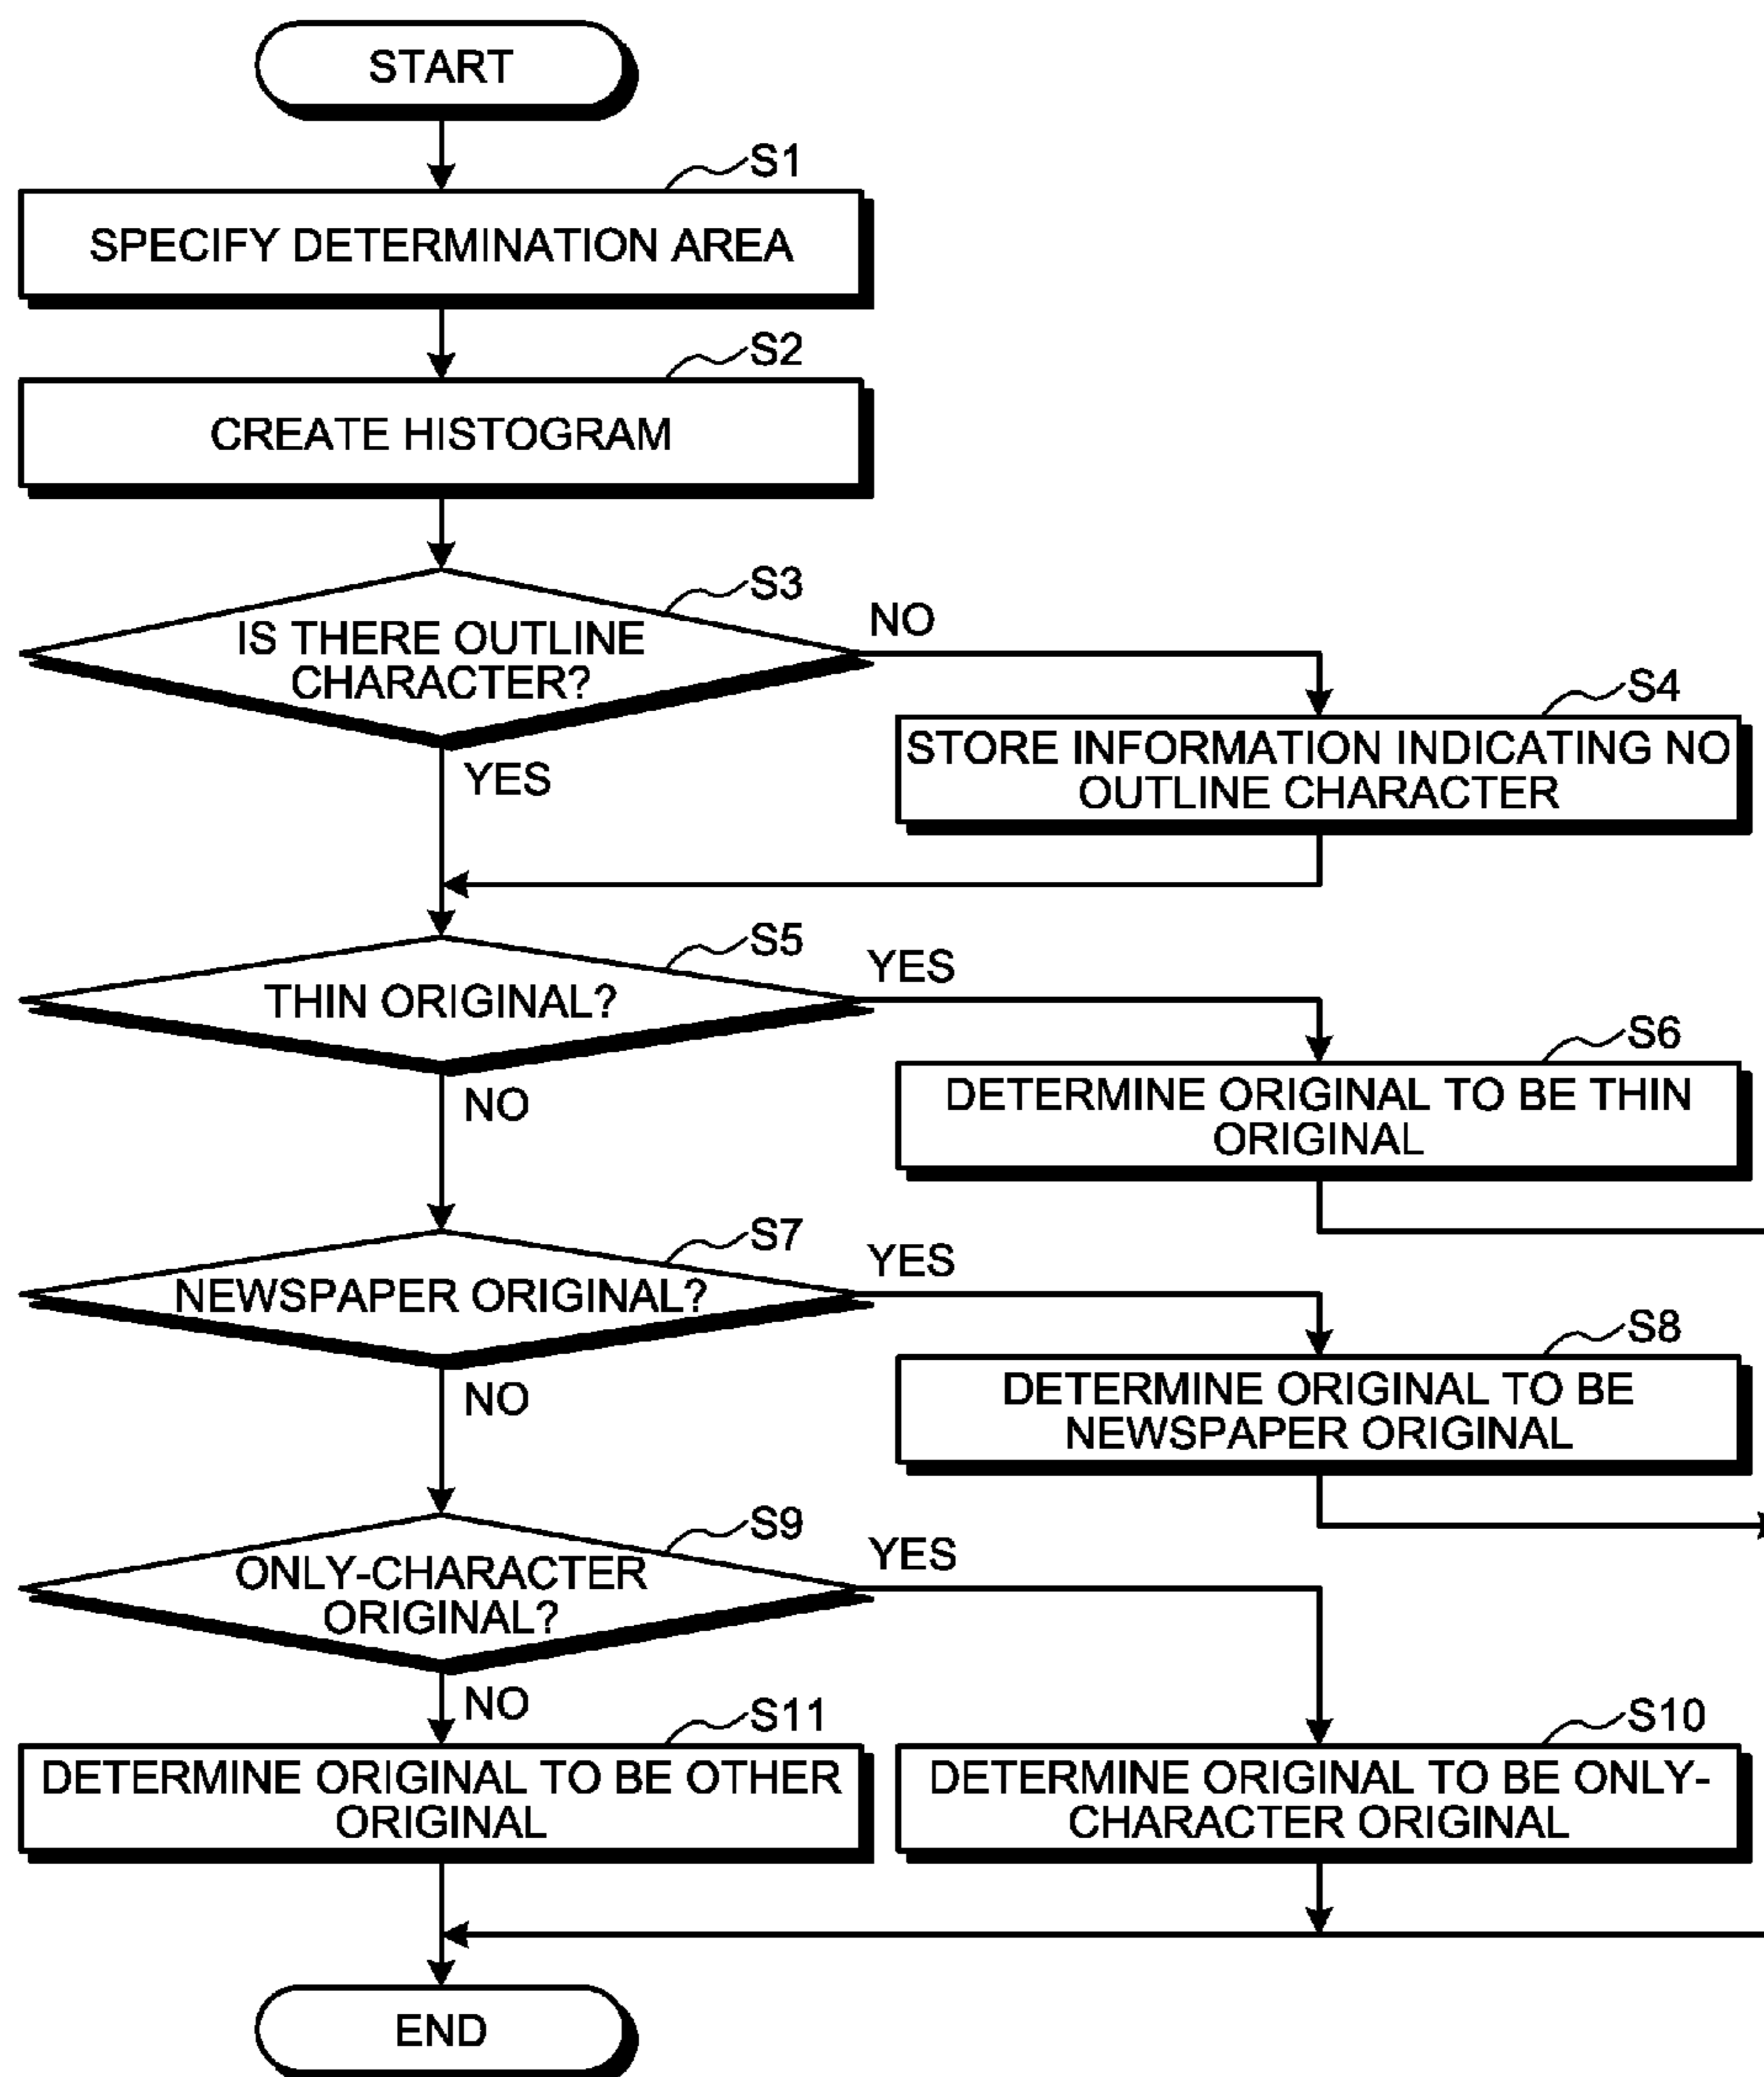 START
S1
SPECIFY DETERMINATION AREA
S2
CREATE HISTOGRAM
S3
IS THERE OUTLINE
CHARACTER?
NO
YES
S4
STORE INFORMATION INDICATING NO
OUTLINE CHARACTER
S5
THIN ORIGINAL?
YES
NO
S6
DETERMINE ORIGINAL TO BE THIN
ORIGINAL
S7
NEWSPAPER ORIGINAL?
YES
NO
S8
DETERMINE ORIGINAL TO BE
NEWSPAPER ORIGINAL
S9
ONLY-CHARACTER
ORIGINAL?
YES
NO
S11
DETERMINE ORIGINAL TO BE OTHER
ORIGINAL
S10
DETERMINE ORIGINAL TO BE ONLY-
CHARACTER ORIGINAL
END